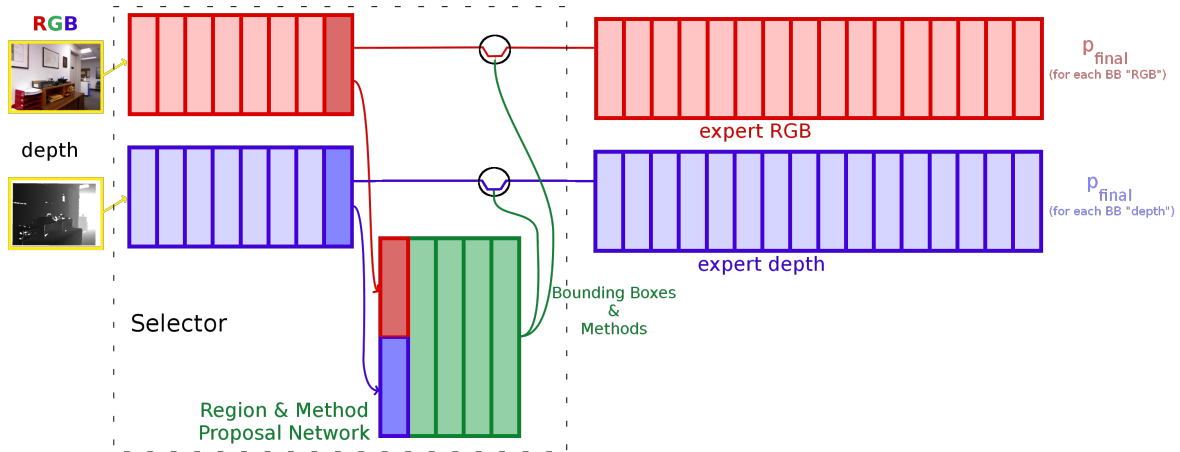 RGB
depth
Selector
Region & Method
Proposal Network
Bounding Boxes
&
Methods
expert RGB
expert depth
p
final
(for each BB "RGB")
p
final
(for each BB "depth")